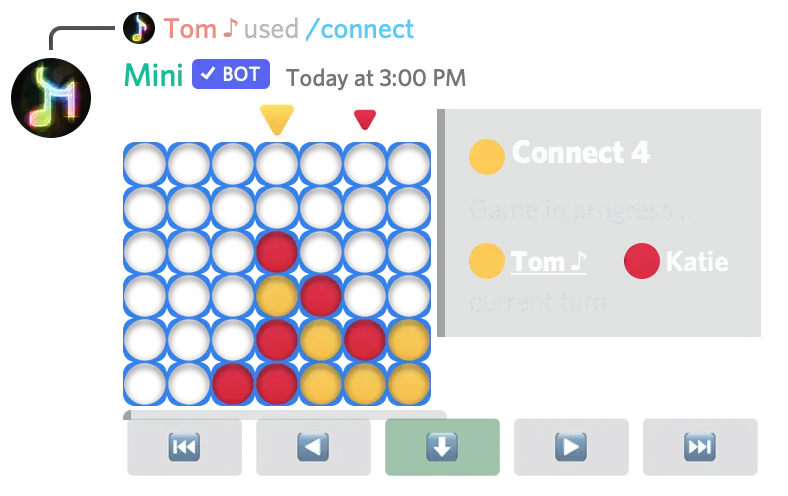 Tom ♪ used /connect
Mini ✓ BOT Today at 3:00 PM
Connect 4
Game in progress...
Tom ♪ Katie
current turn